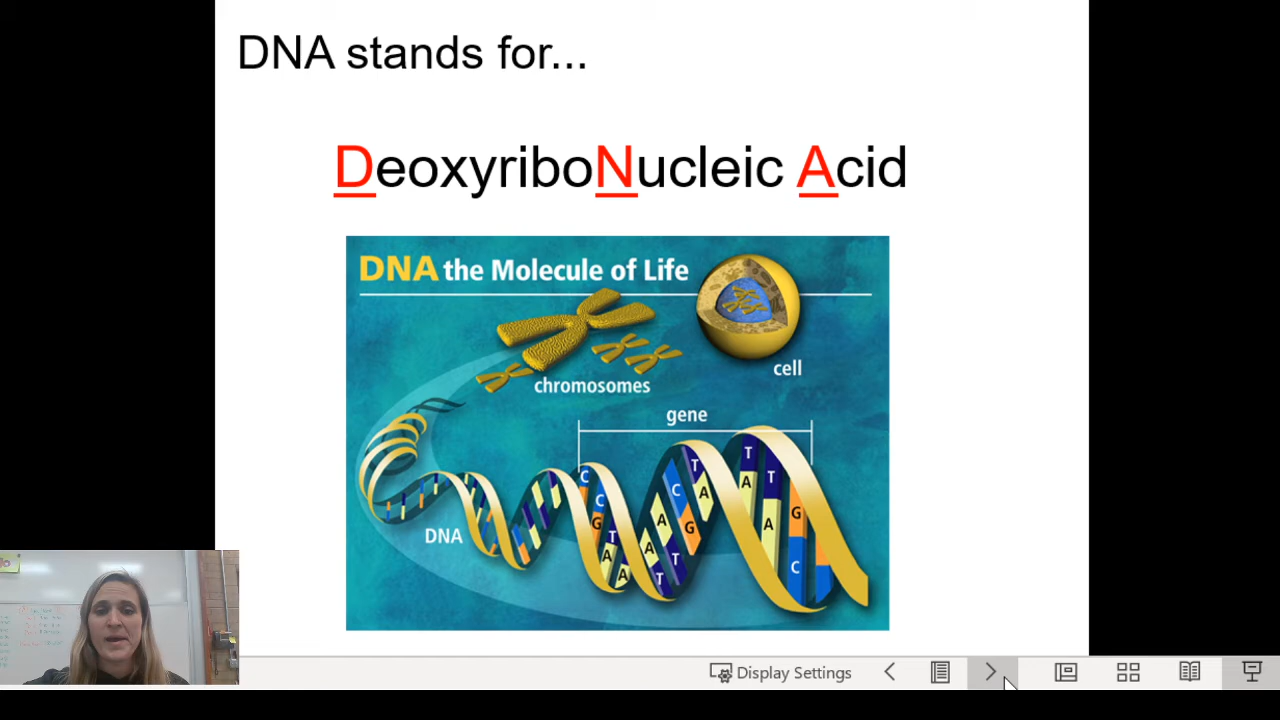 DNA stands for...
DeoxyriboNucleic Acid
DNA the Molecule of Life
cell
chromosomes
gene
DNA
C
C
G
T
A
A
A
T
A
T
C
G
T
A
T
A
T
A
G
C
Display Settings